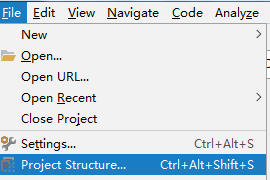 File Edit View Navigate Code Analyze
New
Open...
Open URL...
Open Recent
Close Project
Settings... Ctrl+Alt+S
Project Structure... Ctrl+Alt+Shift+S